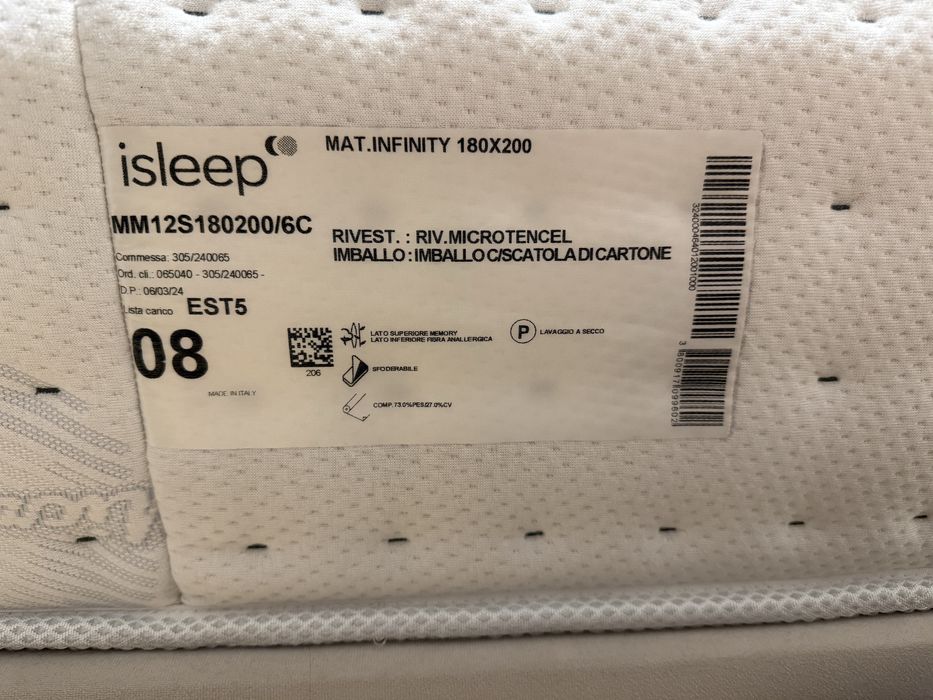 isleep
MAT.INFINITY 180X200
MM12S180200/6C
RIVEST. : RIV.MICROTENCEL
IMBALLO : IMBALLO C/SCATOLA DI CARTONE
Commessa: 305/240065
Ord. cli.: 065040 - 305/240065 -
D.P.: 06/03/24
Lista carico EST5
08
MADE IN ITALY
206
LATO SUPERIORE MEMORY
LATO INFERIORE FIBRA ANALLERGICA
SFODERABILE
COMP.73.0%PES/27.0%CV
P
LAVAGGIO A SECCO